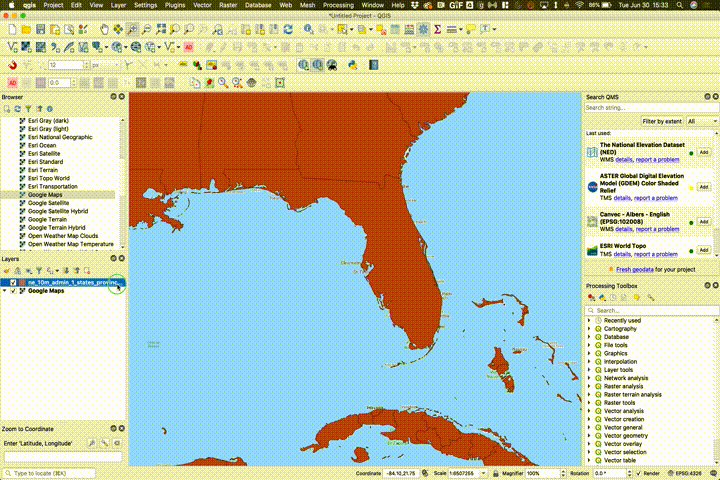 qgis Project Edit View Layer Settings Plugins Vector Raster Database Web Mesh Processing Window Help 86% Tue Jun 30 15:33
*Untitled Project — QGIS
12 px
0.0
Browser
Esri Gray (dark)
Esri Gray (light)
Esri National Geographic
Esri Ocean
Esri Satellite
Esri Standard
Esri Terrain
Esri Topo World
Esri Transportation
Google Maps
Google Satellite
Google Satellite Hybrid
Google Terrain
Google Terrain Hybrid
Open Weather Map Clouds
Open Weather Map Temperature
Layers
ne_10m_admin_1_states_provinc...
Google Maps
Zoom to Coordinate
Enter 'Latitude, Longitude'
Search QMS
Search string...
Filter by extent All
Last used:
The National Elevation Dataset (NED)
WMS details, report a problem
Add
ASTER Global Digital Elevation Model (GDEM) Color Shaded Relief
TMS details, report a problem
Add
Canvec - Albers - English (EPSG:102008)
WMS details, report a problem
Add
ESRI World Topo
TMS details, report a problem
Add
Fresh geodata for your project
Processing Toolbox
Search...
Recently used
Cartography
Database
File tools
Graphics
Interpolation
Layer tools
Network analysis
Raster analysis
Raster terrain analysis
Raster tools
Vector analysis
Vector creation
Vector general
Vector geometry
Vector overlay
Vector selection
Vector table
Type to locate (⌘K) Coordinate -84.10,21.75 Scale 1:6507255 Magnifier 100% Rotation 0.0 ° Render EPSG:4326